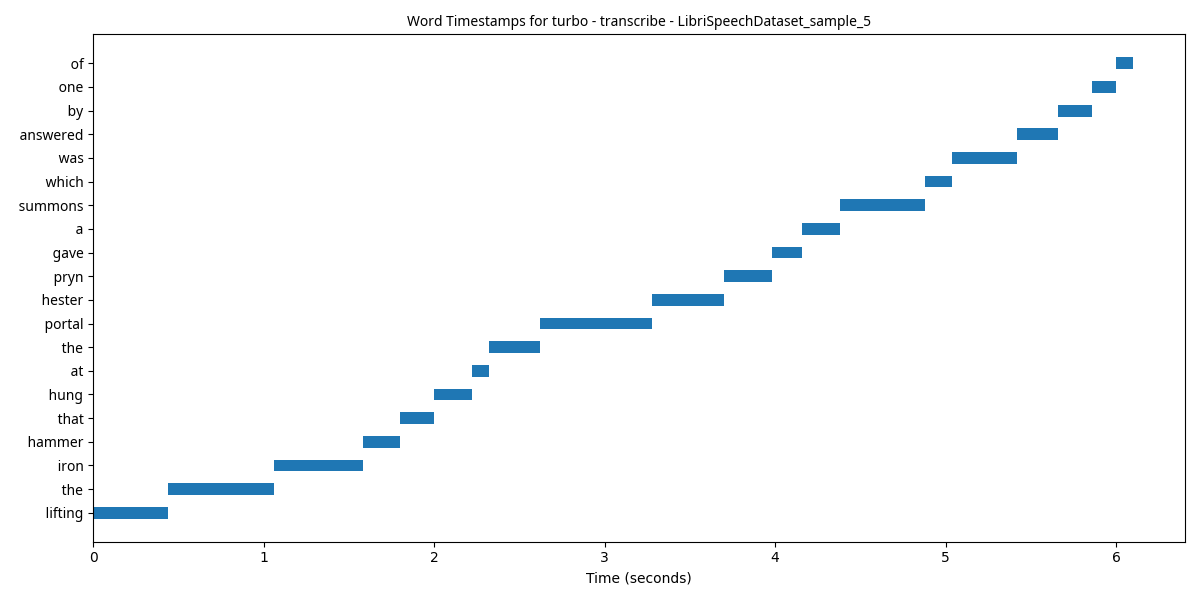 Word Timestamps for turbo - transcribe - LibriSpeechDataset_sample_5
of
one
by
answered
was
which
summons
a
gave
pryn
hester
portal
the
at
hung
that
hammer
iron
the
lifting
0 1 2 3 4 5 6
Time (seconds)